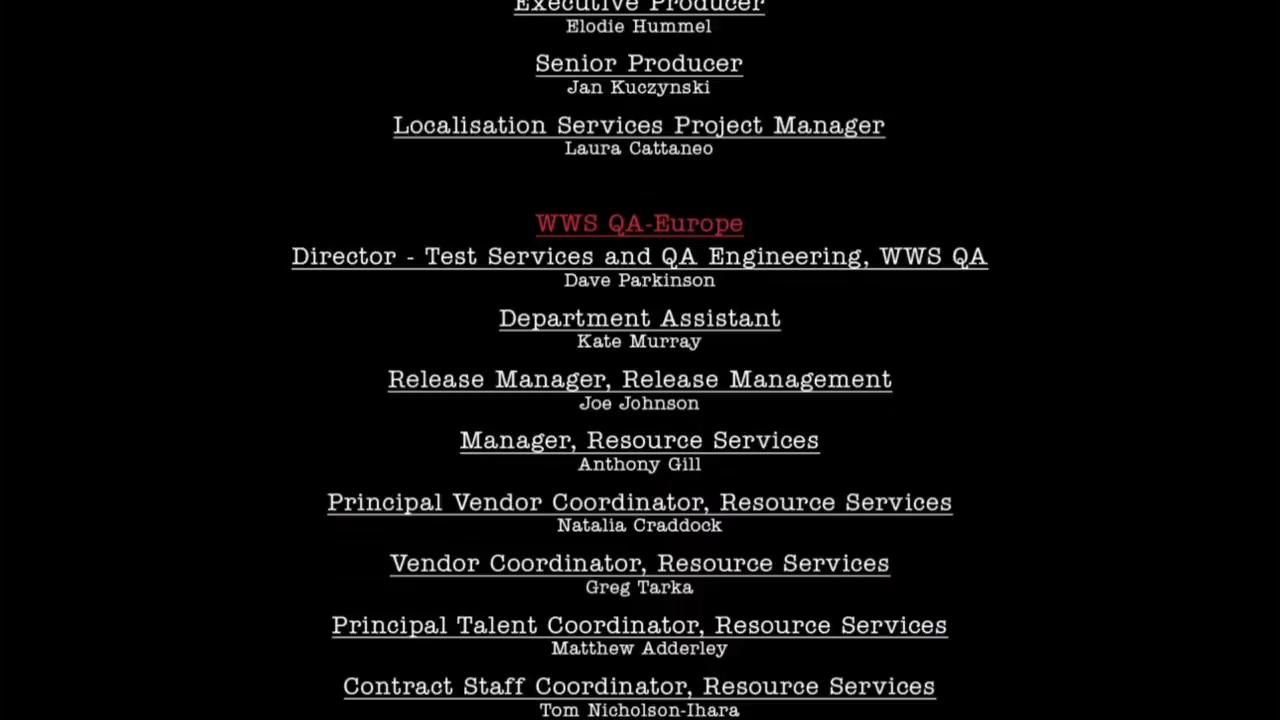 Executive Producer
Elodie Hummel
Senior Producer
Jan Kuczynski
Localisation Services Project Manager
Laura Cattaneo
WWS QA-Europe
Director - Test Services and QA Engineering, WWS QA
Dave Parkinson
Department Assistant
Kate Murray
Release Manager, Release Management
Joe Johnson
Manager, Resource Services
Anthony Gill
Principal Vendor Coordinator, Resource Services
Natalia Craddock
Vendor Coordinator, Resource Services
Greg Tarka
Principal Talent Coordinator, Resource Services
Matthew Adderley
Contract Staff Coordinator, Resource Services
Tom Nicholson-Ihara